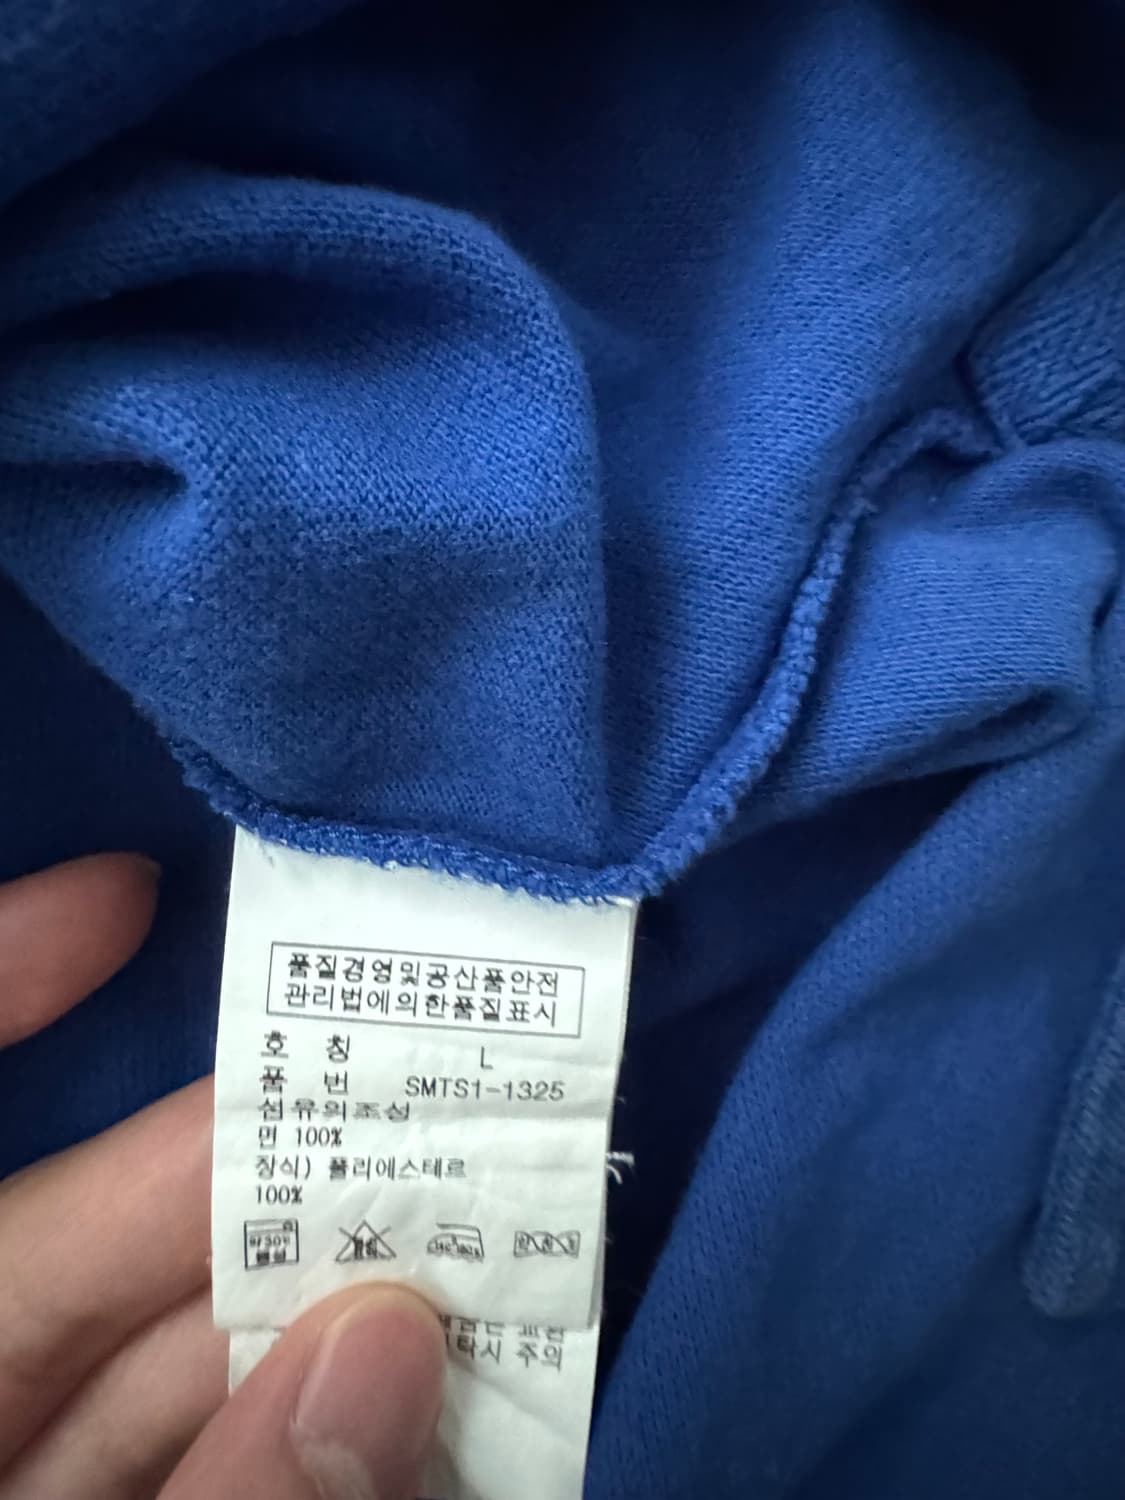 품질경영및공산품안전
관리법에의한품질표시
호 칭 L
품 번 SMTS1-1325
섬유의조성
면 100%
장식) 폴리에스테르
100%
주의